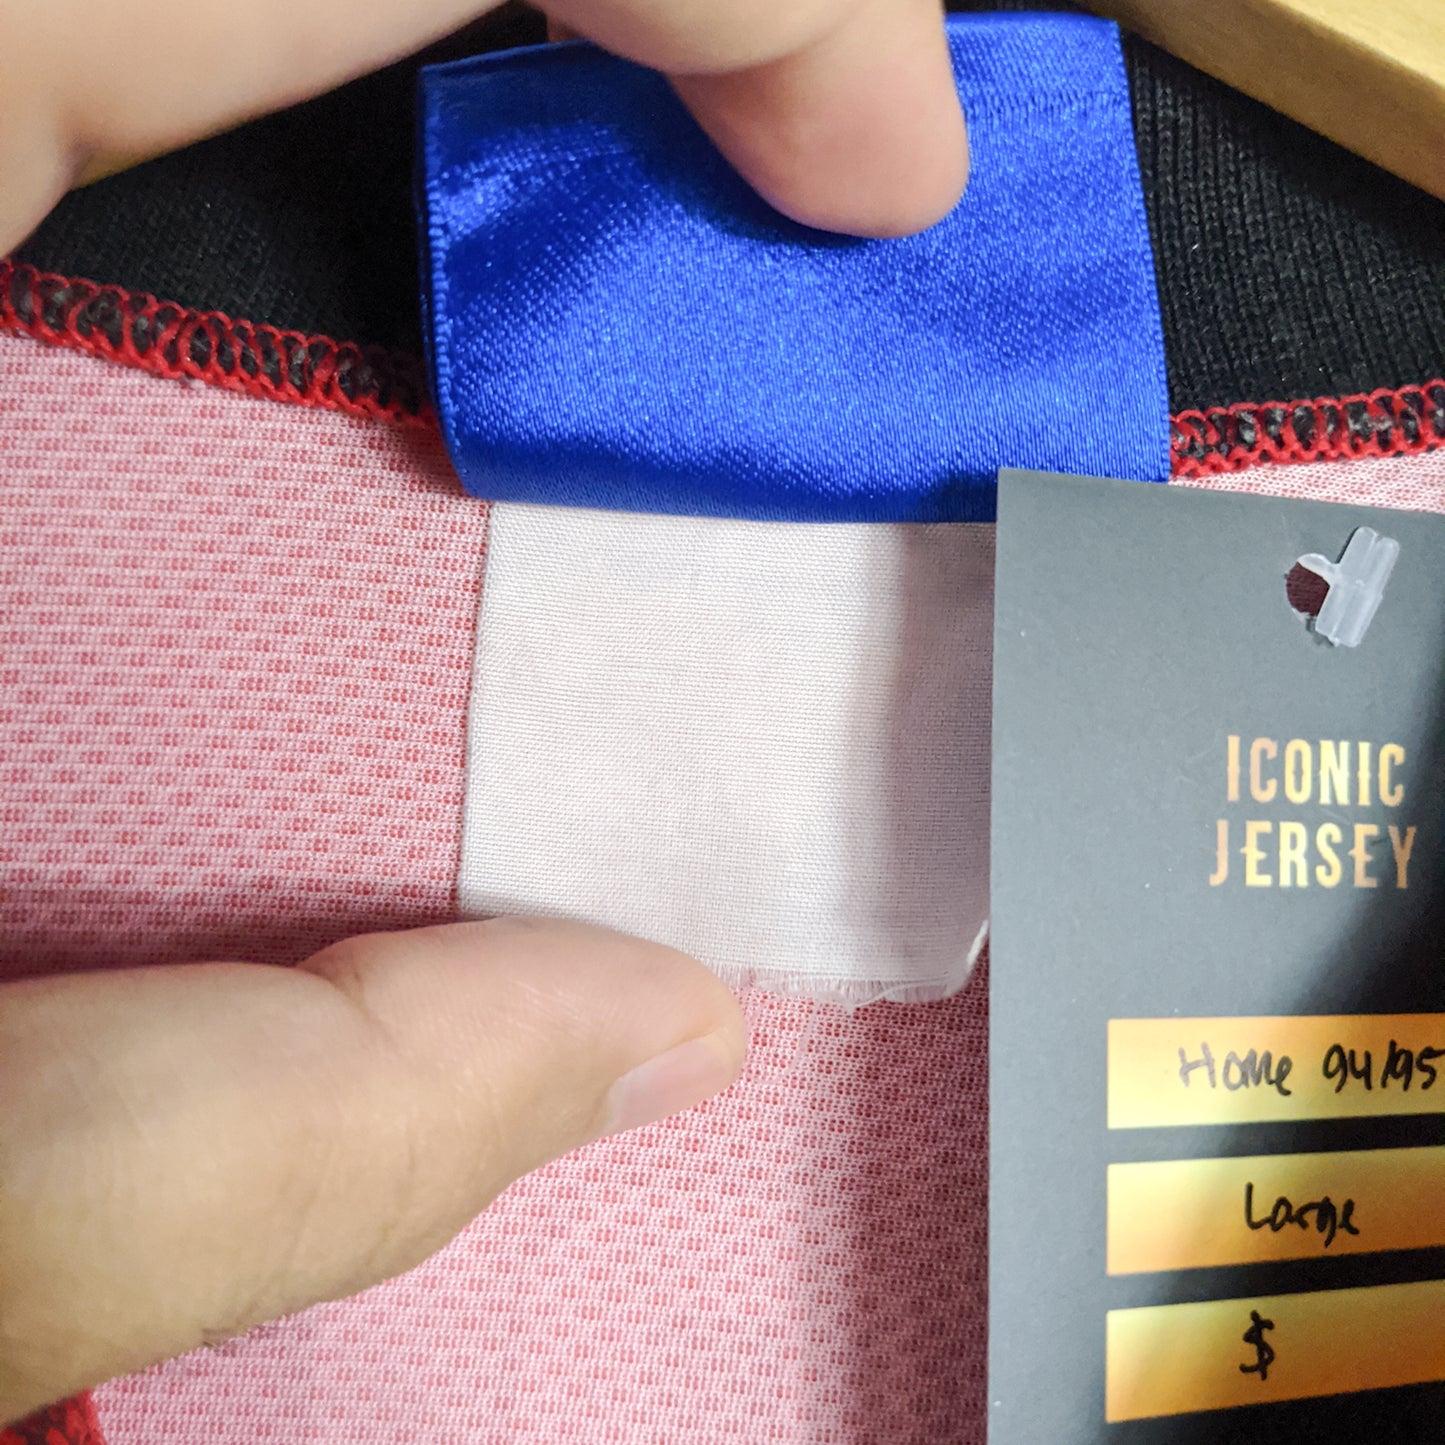 ICONIC
JERSEY
Home 94/95
Large
$